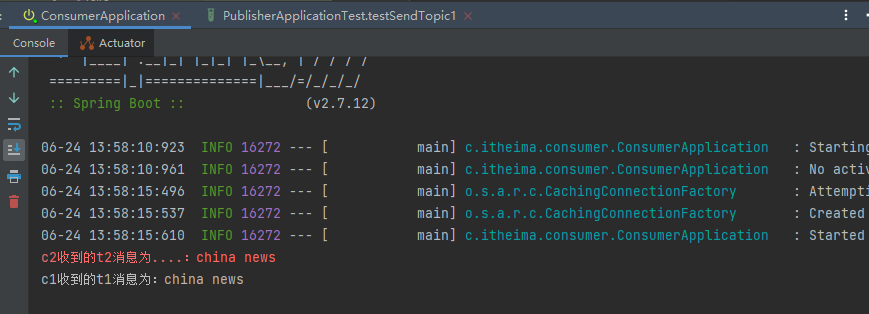 ConsumerApplication PublisherApplicationTest.testSendTopic1
Console Actuator
=========|_|==============|___/=/_/_/_/
:: Spring Boot :: (v2.7.12)
06-24 13:58:10:923 INFO 16272 --- [ main] c.itheima.consumer.ConsumerApplication : Starting
06-24 13:58:10:961 INFO 16272 --- [ main] c.itheima.consumer.ConsumerApplication : No activ
06-24 13:58:15:496 INFO 16272 --- [ main] o.s.a.r.c.CachingConnectionFactory : Attempti
06-24 13:58:15:537 INFO 16272 --- [ main] o.s.a.r.c.CachingConnectionFactory : Created
06-24 13:58:15:610 INFO 16272 --- [ main] c.itheima.consumer.ConsumerApplication : Started
c2收到的t2消息为....：china news
c1收到的t1消息为：china news